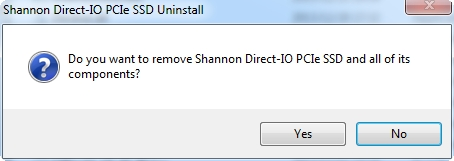 Shannon Direct-IO PCIe SSD Uninstall
Do you want to remove Shannon Direct-IO PCIe SSD and all of its
components?
Yes No